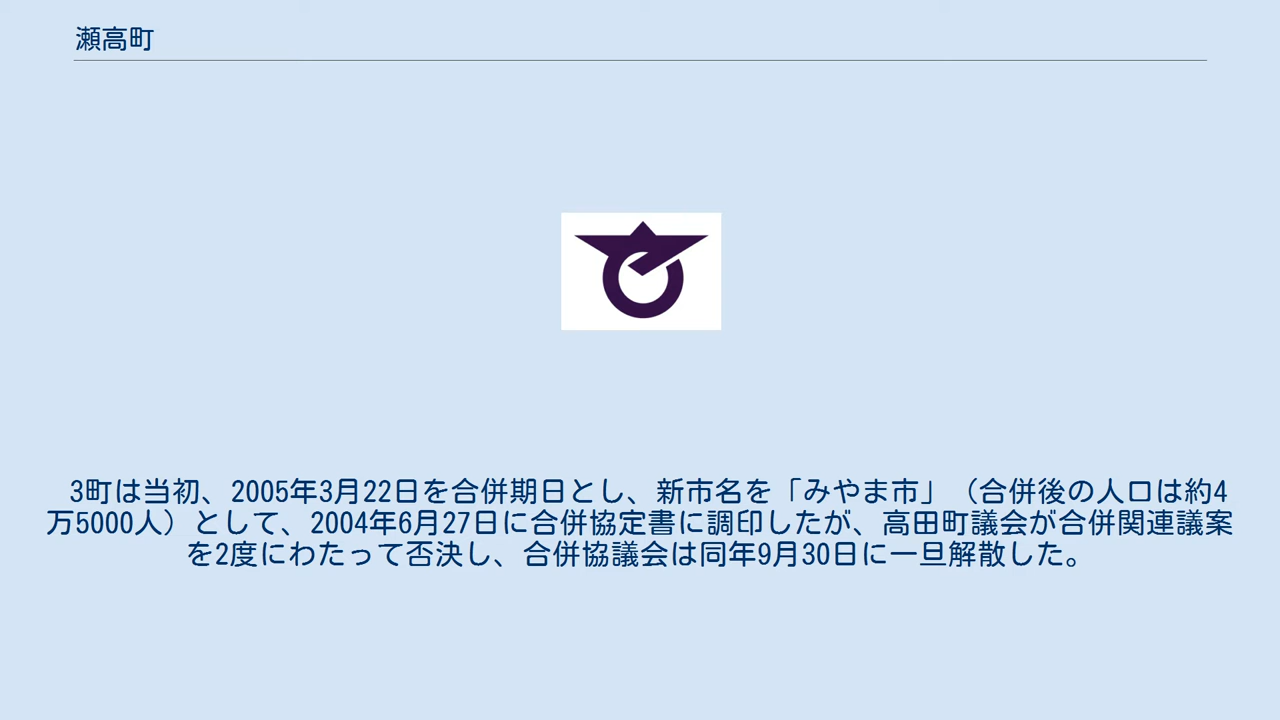 瀬高町
3町は当初、2005年3月22日を合併期日とし、新市名を「みやま市」（合併後の人口は約4
万5000人）として、2004年6月27日に合併協定書に調印したが、高田町議会が合併関連議案
を2度にわたって否決し、合併協議会は同年9月30日に一旦解散した。